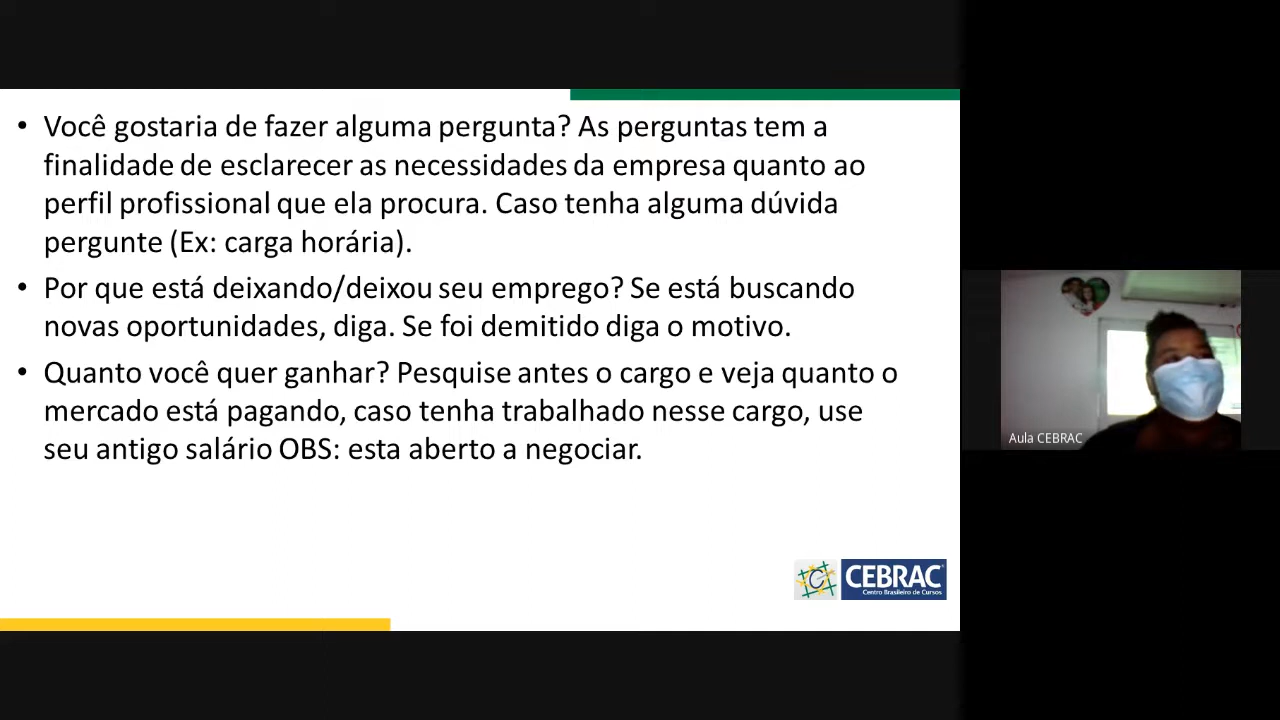 • Você gostaria de fazer alguma pergunta? As perguntas tem a
finalidade de esclarecer as necessidades da empresa quanto ao
perfil profissional que ela procura. Caso tenha alguma dúvida
pergunte (Ex: carga horária).
• Por que está deixando/deixou seu emprego? Se está buscando
novas oportunidades, diga. Se foi demitido diga o motivo.
• Quanto você quer ganhar? Pesquise antes o cargo e veja quanto o
mercado está pagando, caso tenha trabalhado nesse cargo, use
seu antigo salário OBS: esta aberto a negociar.
Aula CEBRAC
C CEBRAC
Centro Brasileiro de Cursos